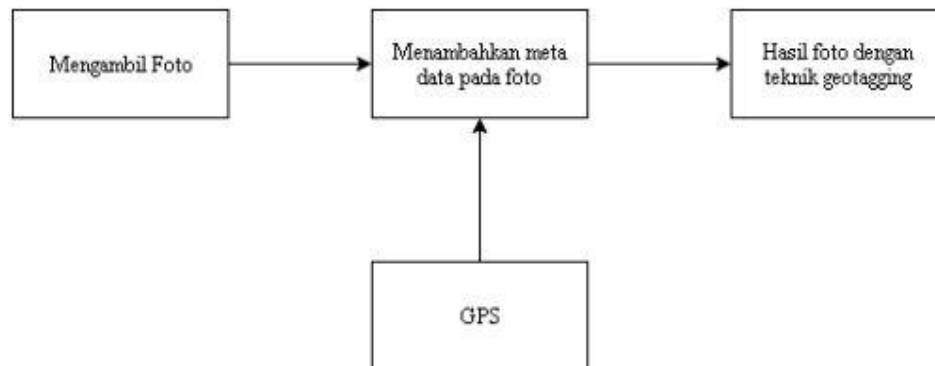 Mengambil Foto
Menambahkan meta
data pada foto
Hasil foto dengan
teknik geotagging
GPS